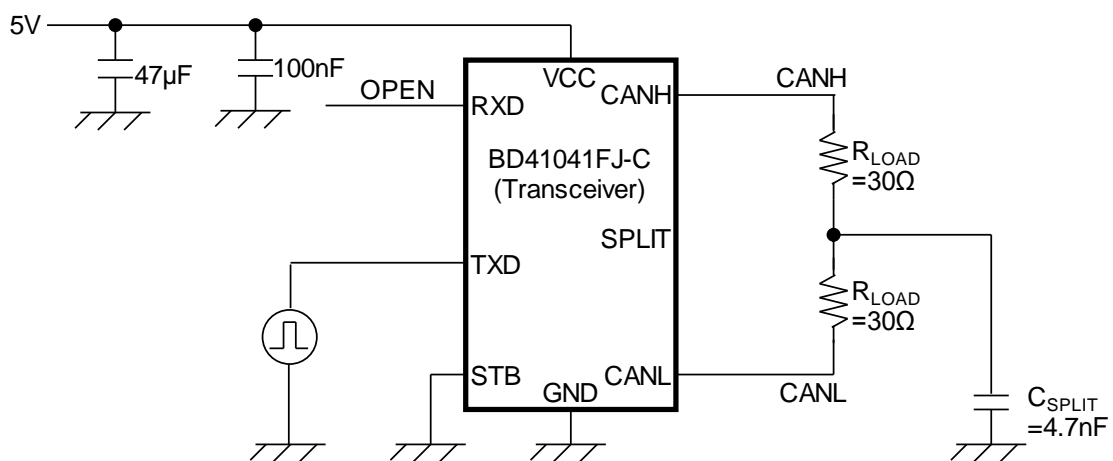 5V
47µF
100nF
OPEN
VCC
RXD
CANH
CANH
BD41041FJ-C
(Transceiver)
RLOAD
=30Ω
SPLIT
TXD
RLOAD
=30Ω
STB
GND
CANL
CANL
CSPLIT
=4.7nF